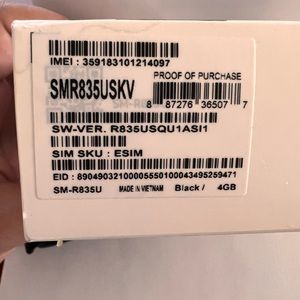 IMEI : 359183101214097
PROOF OF PURCHASE
SMR835USKV
8 87276 36507 7
SW-VER. R835USQU1ASI1
SIM SKU : ESIM
EID : 89049032100005550100043495259471
SM-R835U MADE IN VIETNAM Black / 4GB